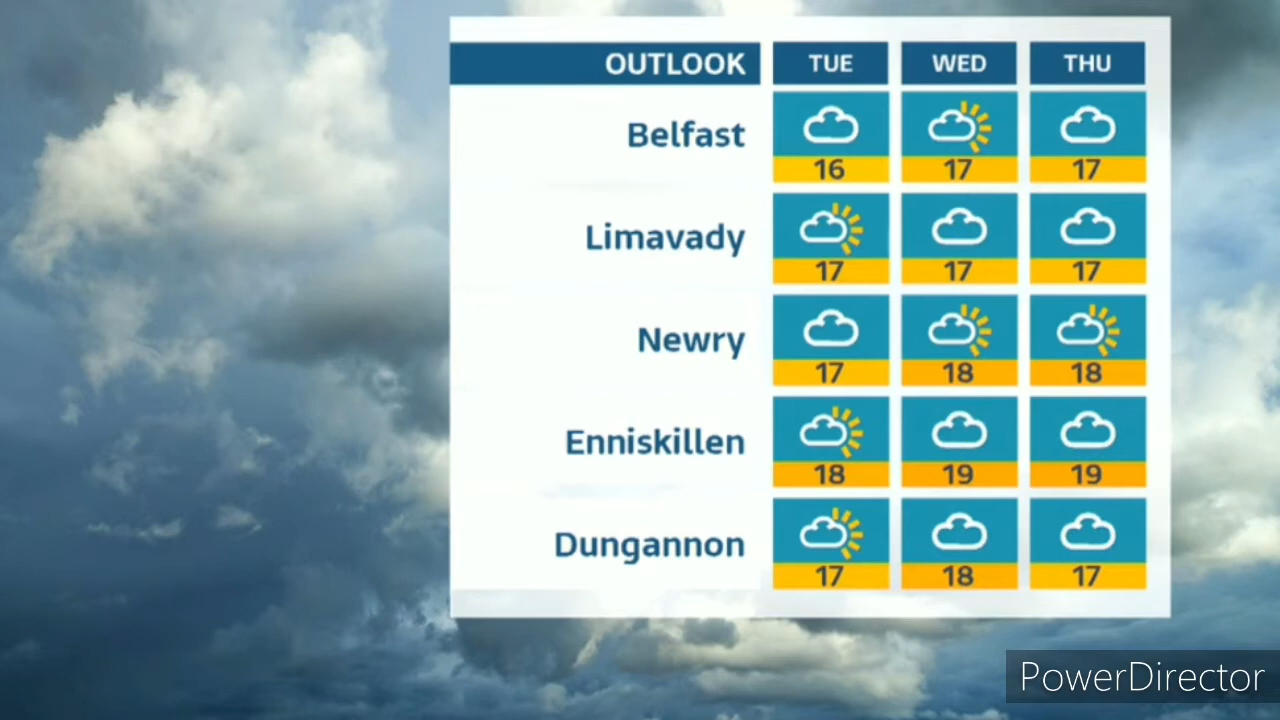 OUTLOOK TUE WED THU
Belfast 16 17 17
Limavady 17 17 17
Newry 17 18 18
Enniskillen 18 19 19
Dungannon 17 18 17
PowerDirector